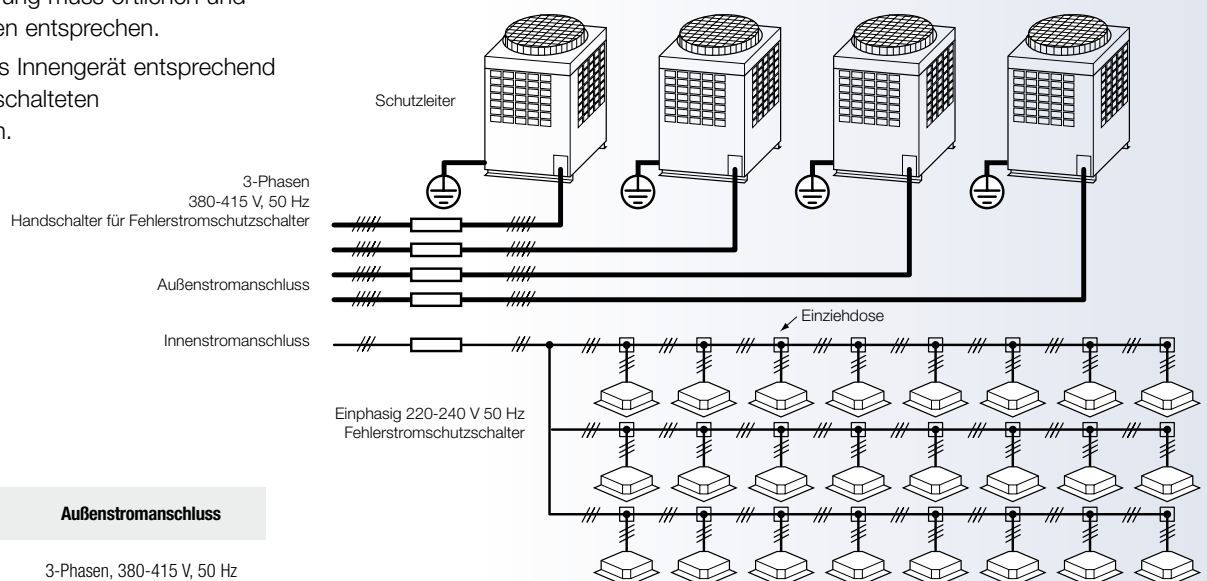 ung muss örtlichen und
en entsprechen.
s Innengerät entsprechend
schalteten
n.
Schutzleiter
3-Phasen
380-415 V, 50 Hz
Handschalter für Fehlerstromschutzschalter
Außenstromanschluss
Einziehdose
Innenstromanschluss
Einphasig 220-240 V 50 Hz
Fehlerstromschutzschalter
Außenstromanschluss
3-Phasen, 380-415 V, 50 Hz